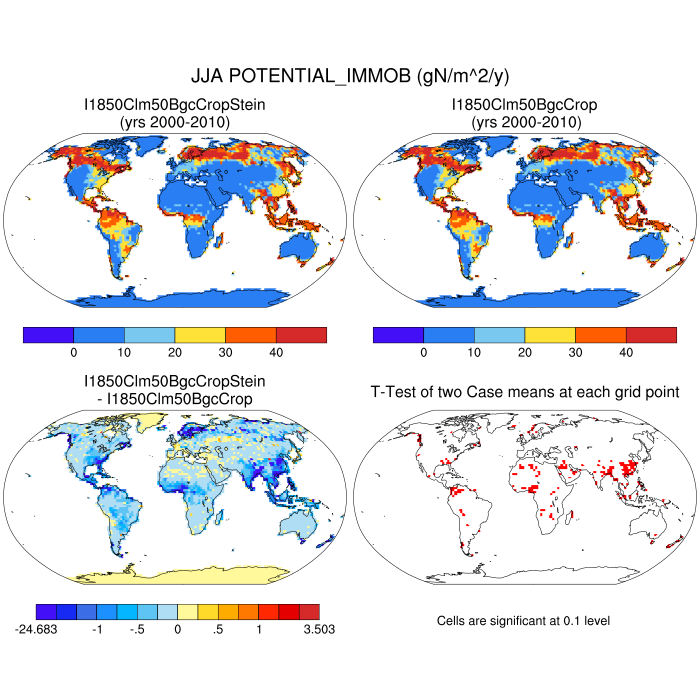 JJA POTENTIAL_IMMOB (gN/m^2/y)
I1850Clm50BgcCropStein
(yrs 2000-2010)
I1850Clm50BgcCrop
(yrs 2000-2010)
0 10 20 30 40
0 10 20 30 40
I1850Clm50BgcCropStein
- I1850Clm50BgcCrop
T-Test of two Case means at each grid point
-24.683 -1 -.5 0 .5 1 3.503
Cells are significant at 0.1 level